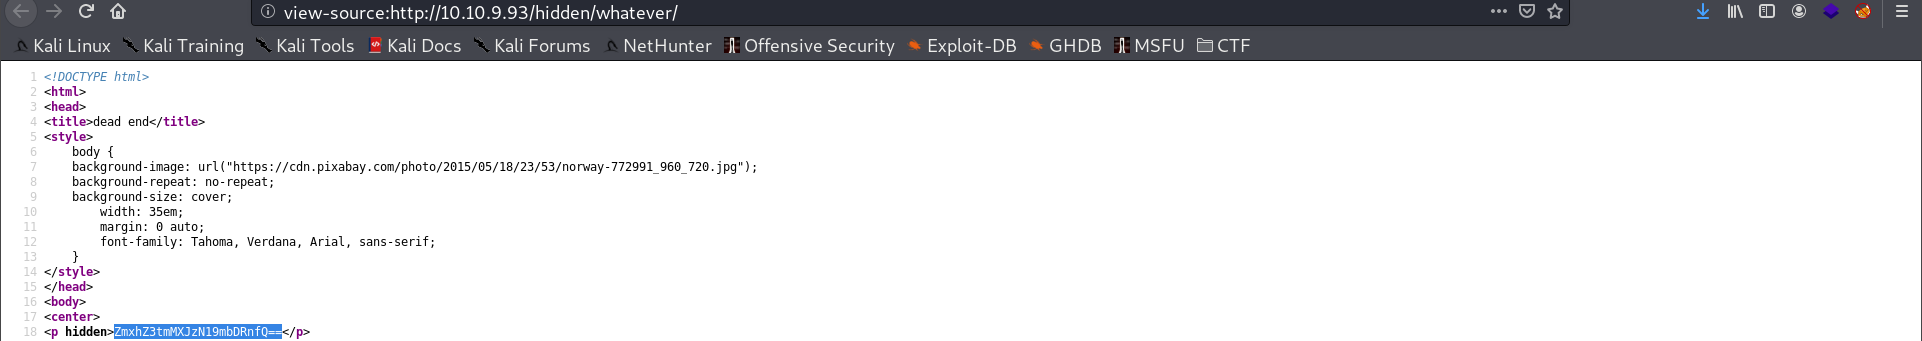 view-source:http://10.10.9.93/hidden/whatever/
Kali Linux Kali Training Kali Tools Kali Docs Kali Forums NetHunter Offensive Security Exploit-DB GHDB MSFU CTF
1 <!DOCTYPE html>
2 <html>
3 <head>
4 <title>dead end</title>
5 <style>
6 body {
7 background-image: url("https://cdn.pixabay.com/photo/2015/05/18/23/53/norway-772991_960_720.jpg");
8 background-repeat: no-repeat;
9 background-size: cover;
10 width: 35em;
11 margin: 0 auto;
12 font-family: Tahoma, Verdana, Arial, sans-serif;
13 }
14 </style>
15 </head>
16 <body>
17 <center>
18 <p hidden>ZmxhZ3tmMXJzN19mbDRnfQ==</p>